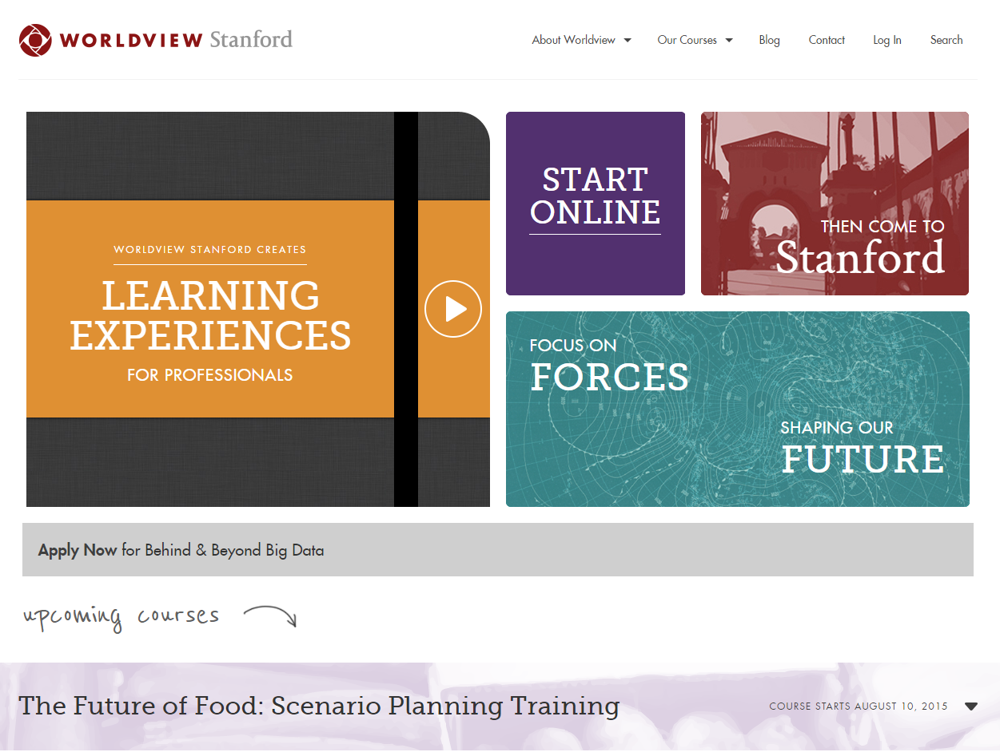 WORLDVIEW Stanford
About Worldview
Our Courses
Blog
Contact
Log In
Search
WORLDVIEW STANFORD CREATES
LEARNING
EXPERIENCES
FOR PROFESSIONALS
START
ONLINE
THEN COME TO
Stanford
FOCUS ON
FORCES
SHAPING OUR
FUTURE
Apply Now for Behind & Beyond Big Data
upcoming courses
The Future of Food: Scenario Planning Training
COURSE STARTS AUGUST 10, 2015